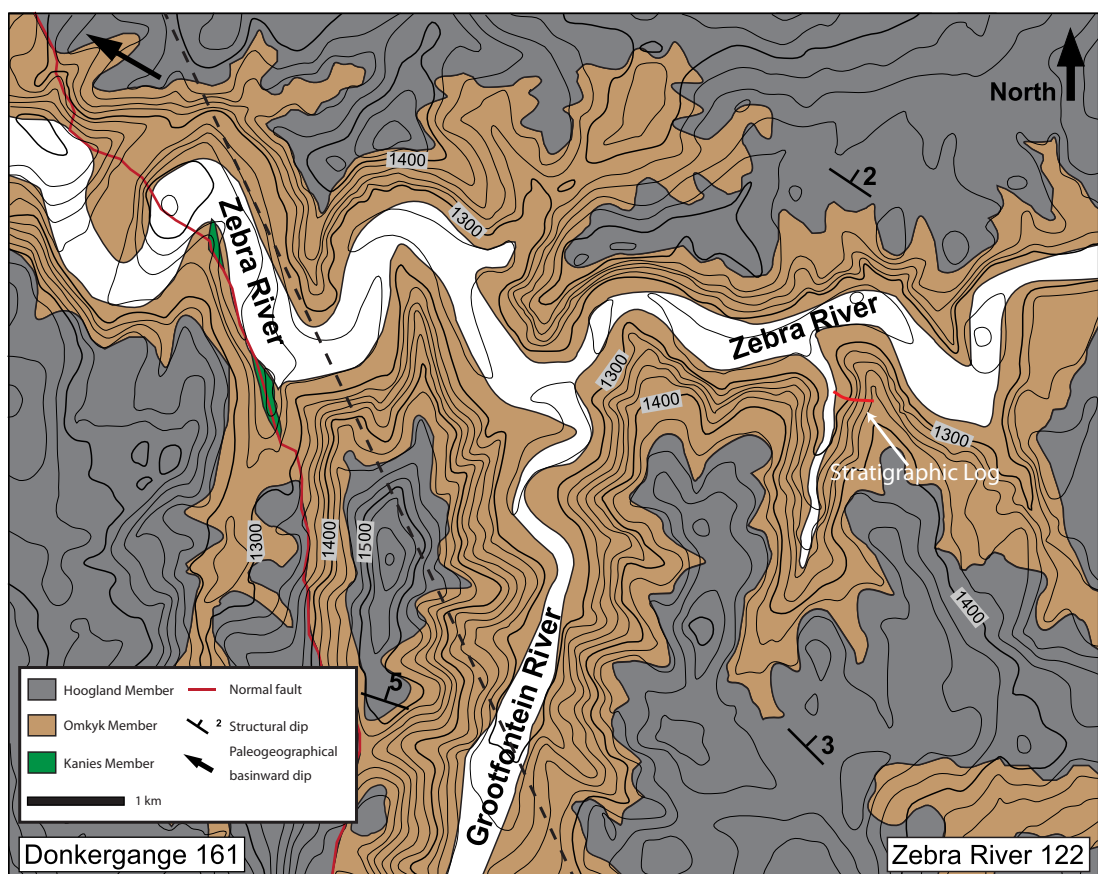 North
1400
2
1300
Zebra River
Zebra River
1300
1400
1300
Stratigraphic Log
1300
1400
1500
1400
5
3
Grootfontein River
Hoogland Member
Normal fault
Omkyk Member
2 Structural dip
Kanies Member
Paleogeographical
basinward dip
1 km
Donkergange 161
Zebra River 122